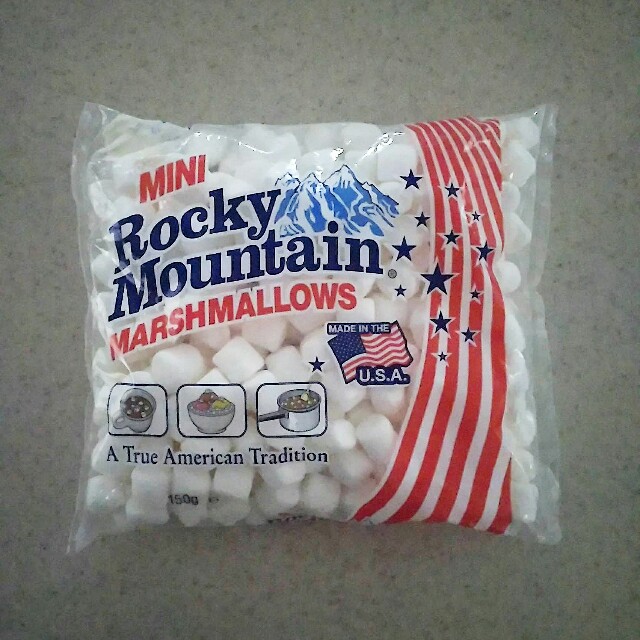 MINI
Rocky
Mountain®
MARSHMALLOWS
MADE IN THE
U.S.A.
A True American Tradition
150g e